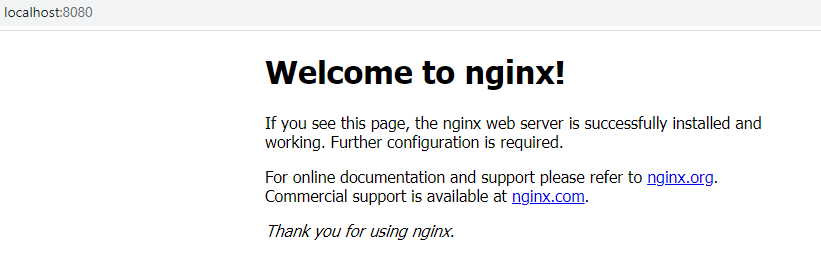 localhost:8080
Welcome to nginx!
If you see this page, the nginx web server is successfully installed and
working. Further configuration is required.
For online documentation and support please refer to nginx.org.
Commercial support is available at nginx.com.
Thank you for using nginx.